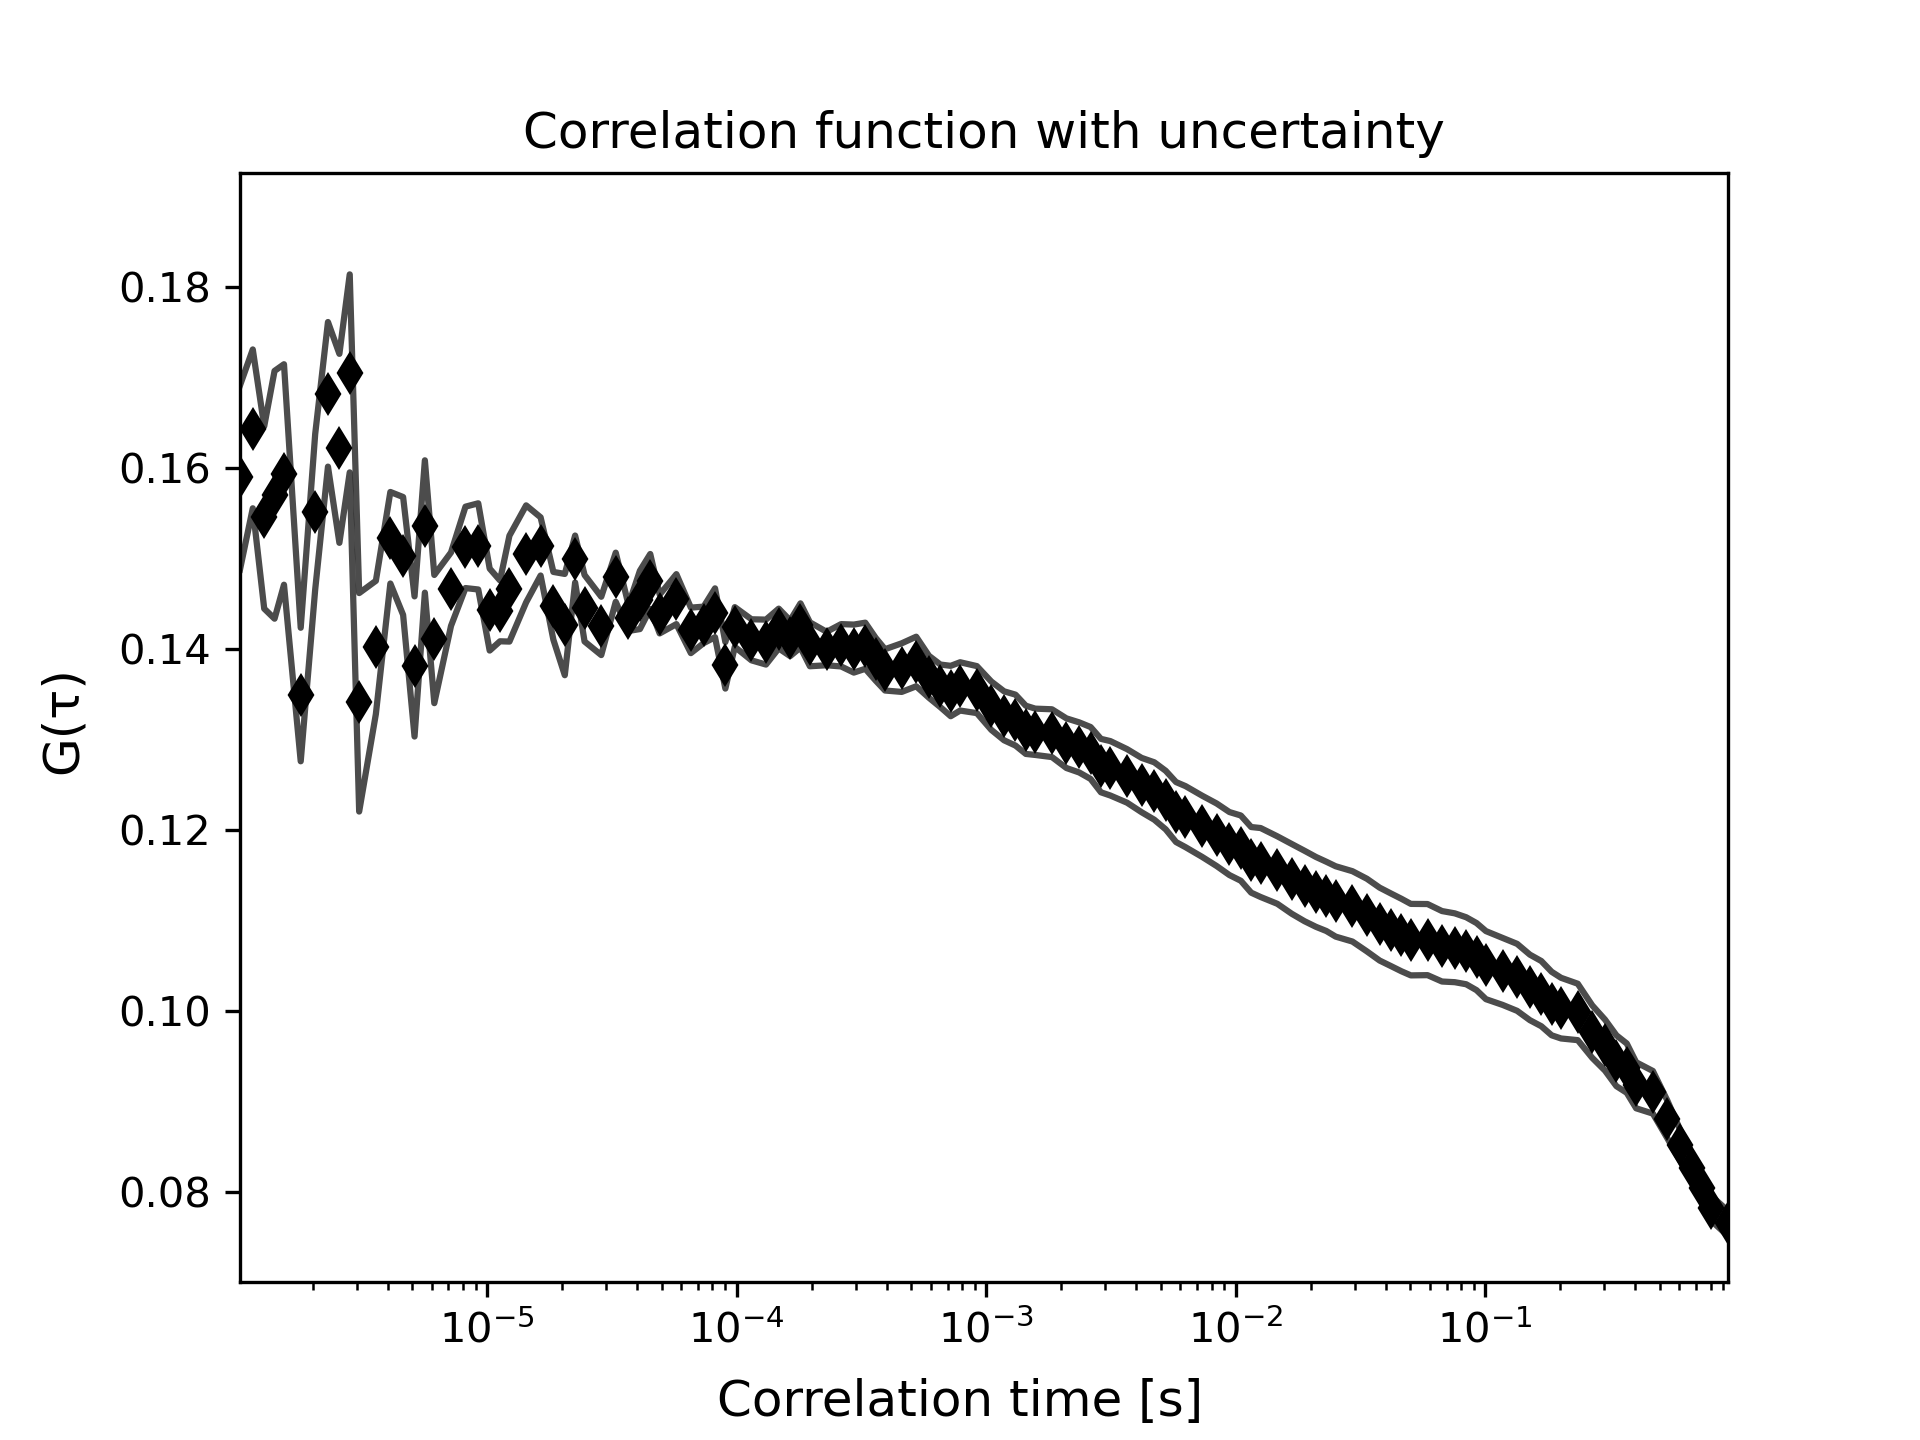 Correlation function with uncertainty
G(τ)
0.18
0.16
0.14
0.12
0.10
0.08
10⁻⁵ 10⁻⁴ 10⁻³ 10⁻² 10⁻¹
Correlation time [s]